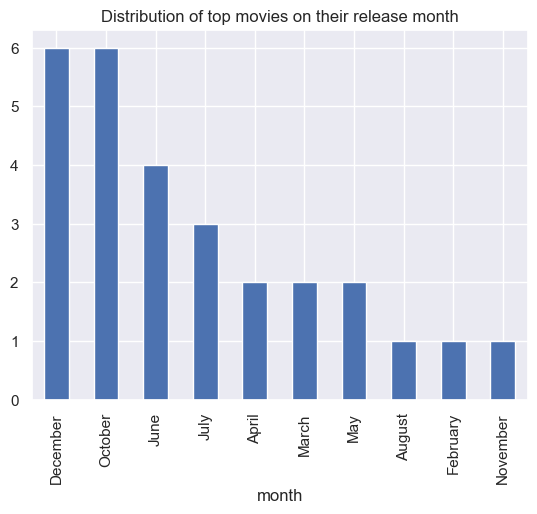 Distribution of top movies on their release month
6
5
4
3
2
1
0
December
October
June
July
April
March
May
August
February
November
month